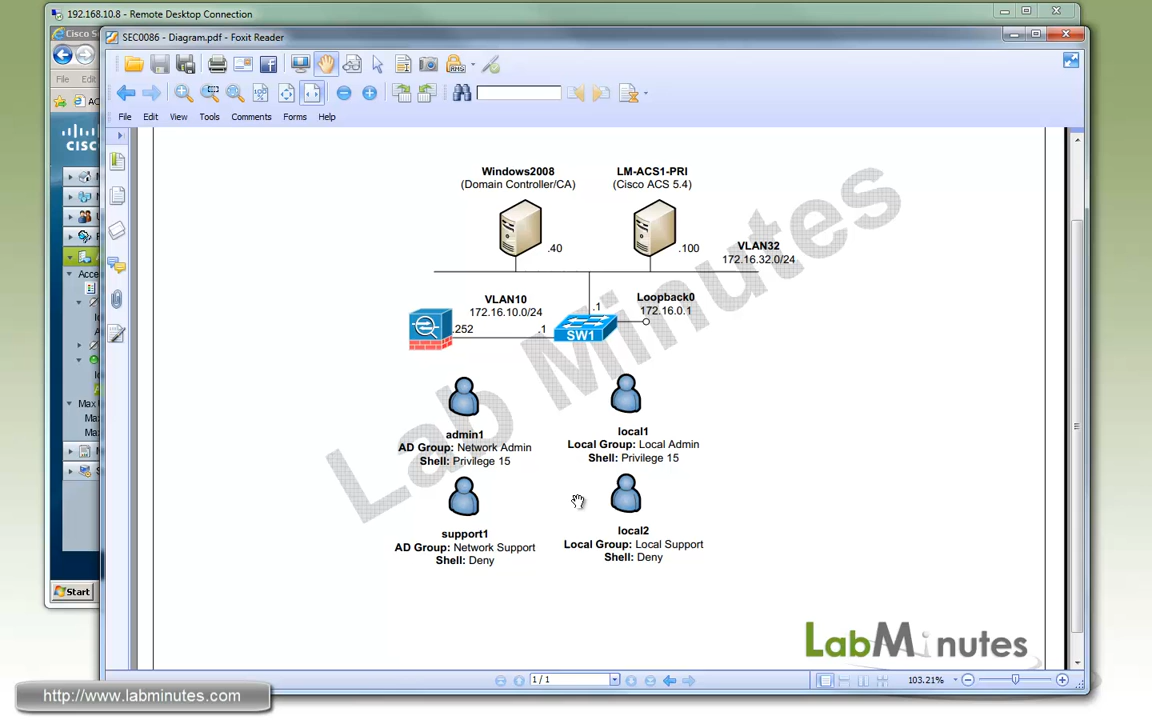 192.168.10.8 - Remote Desktop Connection
Cisco S
SEC0086 - Diagram.pdf - Foxit Reader
File
Edit
AC
CISC
File Edit View Tools Comments Forms Help
Windows2008
(Domain Controller/CA)
LM-ACS1-PRI
(Cisco ACS 5.4)
.40
.100
VLAN32
172.16.32.0/24
VLAN10
172.16.10.0/24
Loopback0
172.16.0.1
.1
.252
.1
SW1
Lab Minutes
admin1
AD Group: Network Admin
Shell: Privilege 15
local1
Local Group: Local Admin
Shell: Privilege 15
support1
AD Group: Network Support
Shell: Deny
local2
Local Group: Local Support
Shell: Deny
Acce
Max
Ma
Ma
Start
LabMinutes
1 / 1
103.21%
http://www.labminutes.com